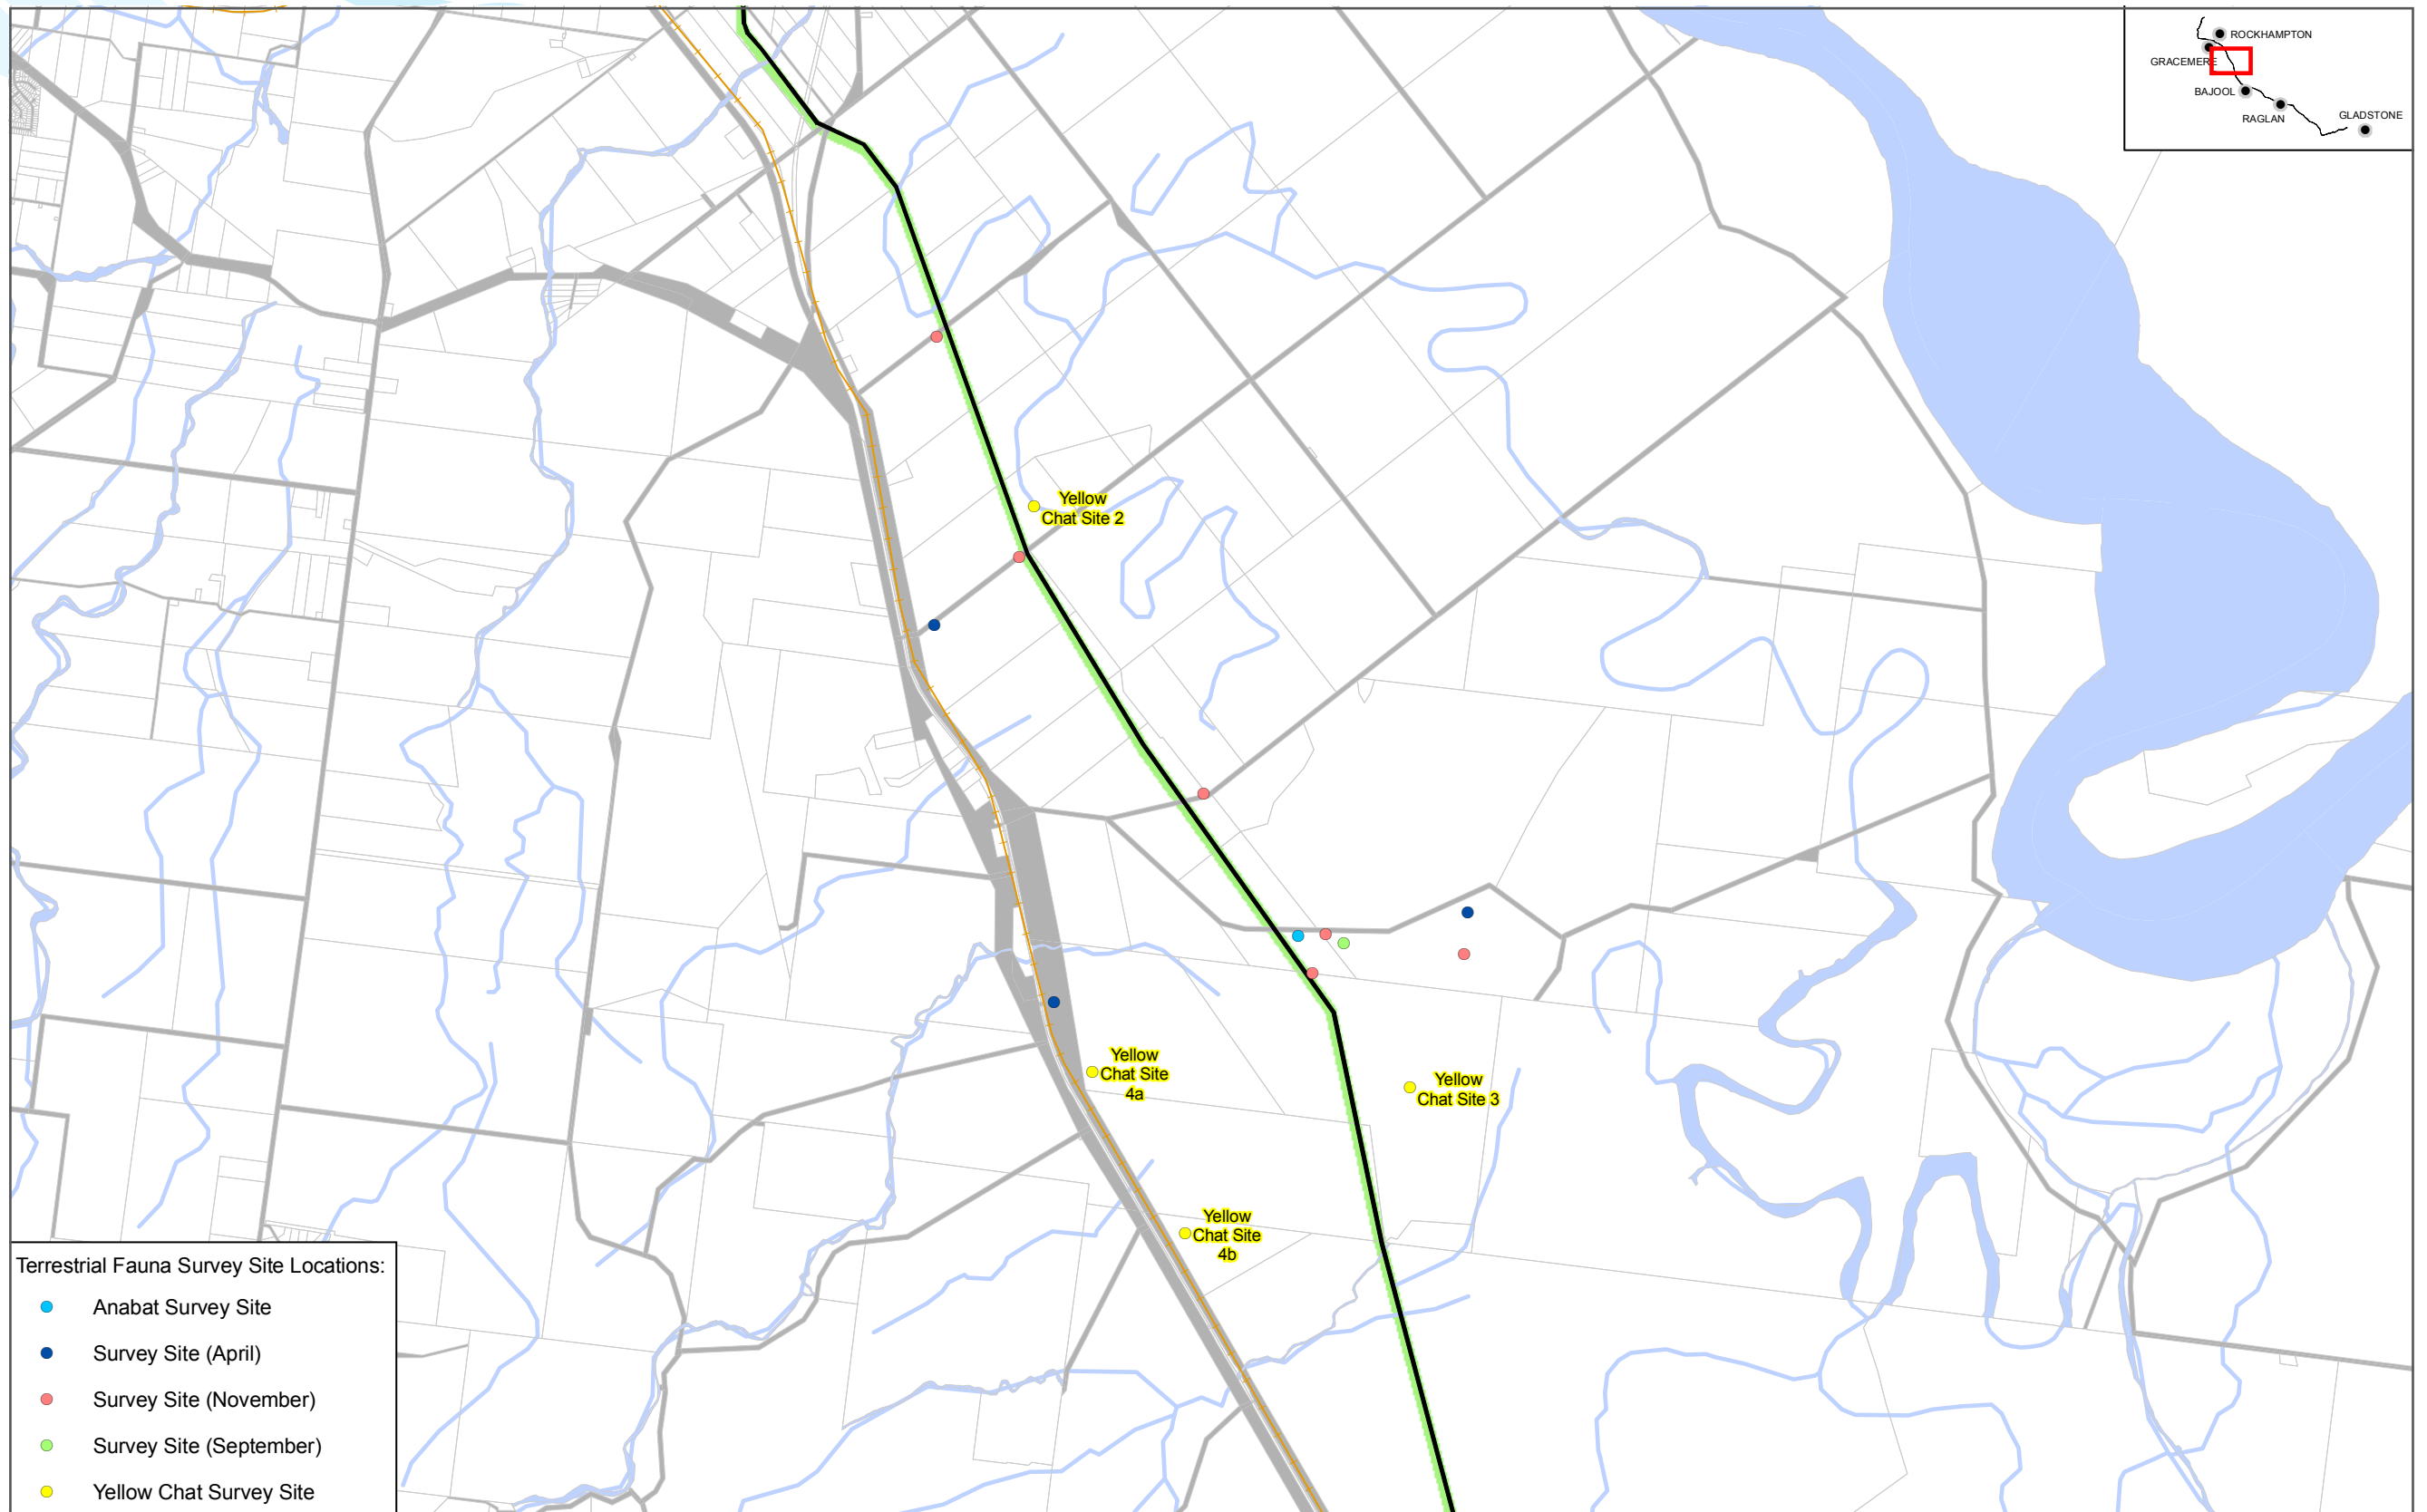 ROCKHAMPTON
GRACEMERE
BAJOOL
RAGLAN
GLADSTONE
Yellow
Chat Site 2
Yellow
Chat Site
4a
Yellow
Chat Site 3
Yellow
Chat Site
4b
Terrestrial Fauna Survey Site Locations:
Anabat Survey Site
Survey Site (April)
Survey Site (November)
Survey Site (September)
Yellow Chat Survey Site